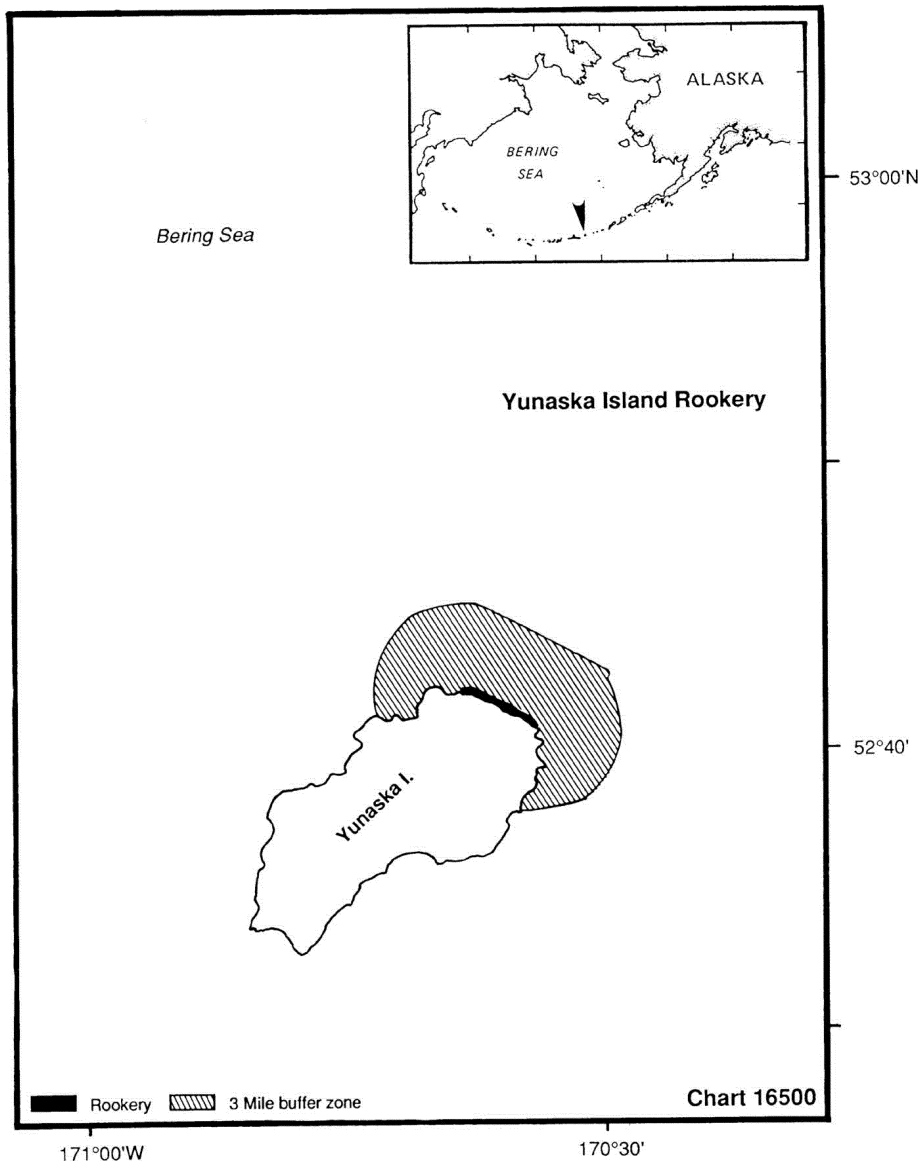 ALASKA
BERING
SEA
53°00'N
Bering Sea
Yunaska Island Rookery
52°40'
Yunaska I.
Rookery
3 Mile buffer zone
Chart 16500
171°00'W
170°30'